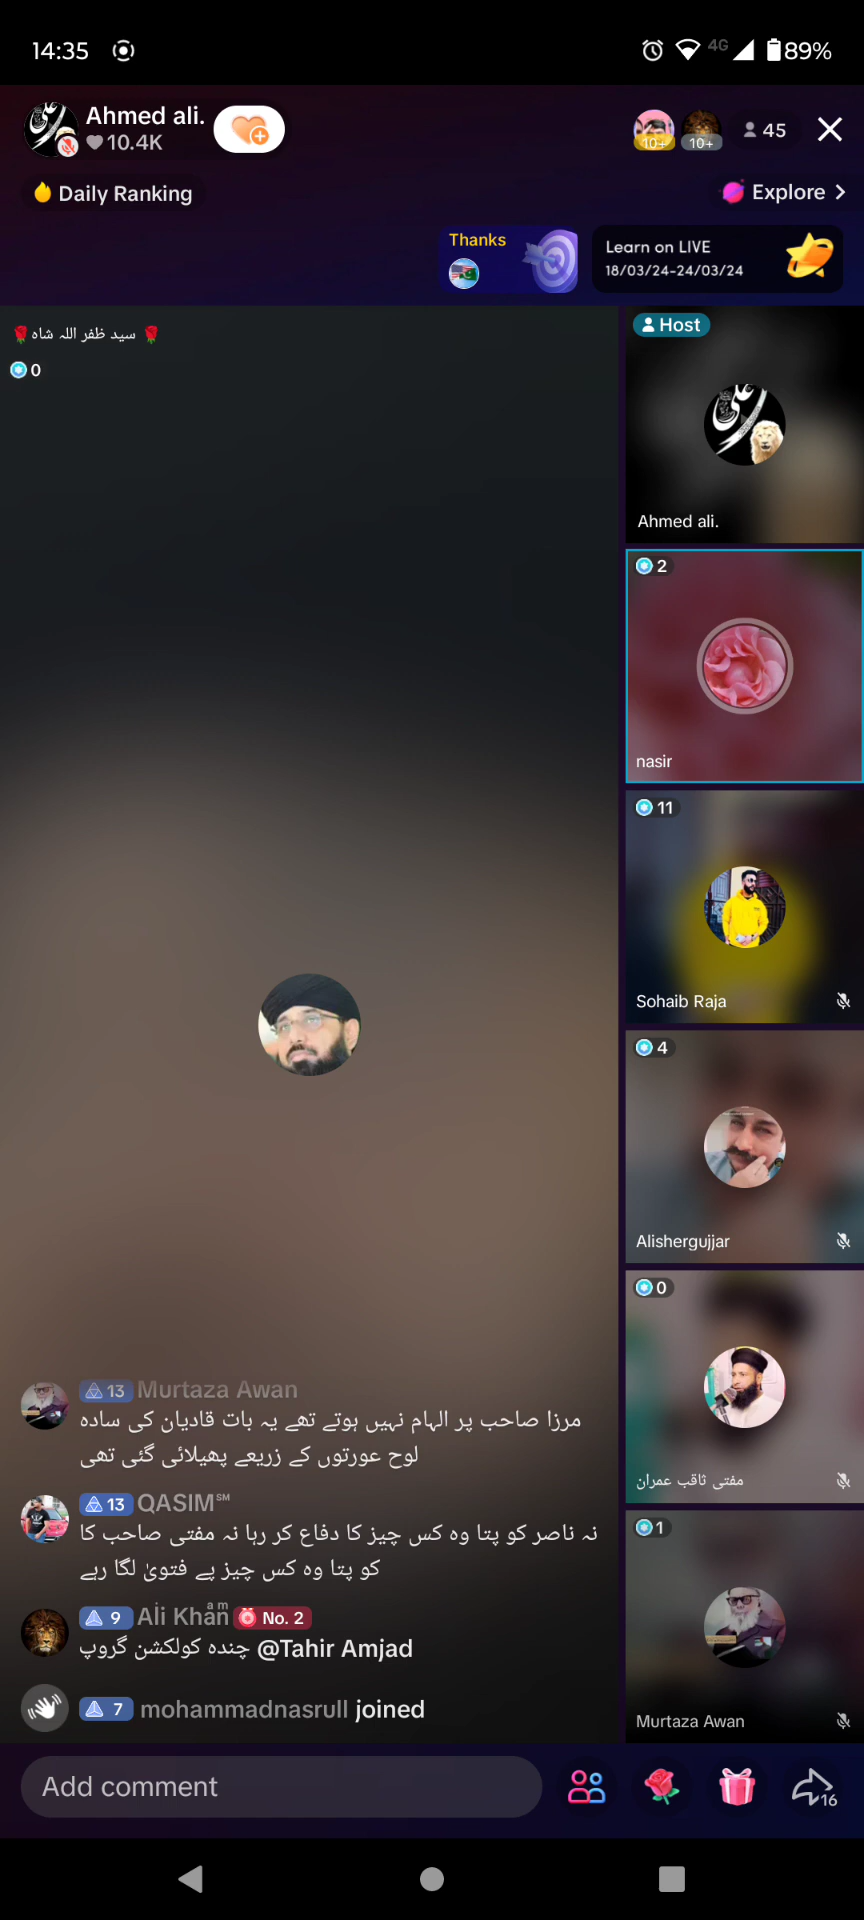 14:35
4G
89%
Ahmed ali.
10.4K
10+
10+
45
Daily Ranking
Explore
Thanks
Learn on LIVE
18/03/24-24/03/24
سید ظفر اللہ شاہ
0
Host
Ahmed ali.
2
nasir
11
Sohaib Raja
4
Alishergujjar
0
مفتی ثاقب عمران
1
Murtaza Awan
13 Murtaza Awan
مرزا صاحب پر الہام نہیں ہوتے تھے یہ بات قادیان کی سادہ
لوح عورتوں کے زریعے پھیلائی گئی تھی
13 QASIM℠
نہ ناصر کو پتا وہ کس چیز کا دفاع کر رہا نہ مفتی صاحب کا
کو پتا وہ کس چیز پے فتویٰ لگا رہے
9 Ali Khaͣnͫ No. 2
چندہ کولکشن گروپ @Tahir Amjad
7 mohammadnasrull joined
Add comment
16